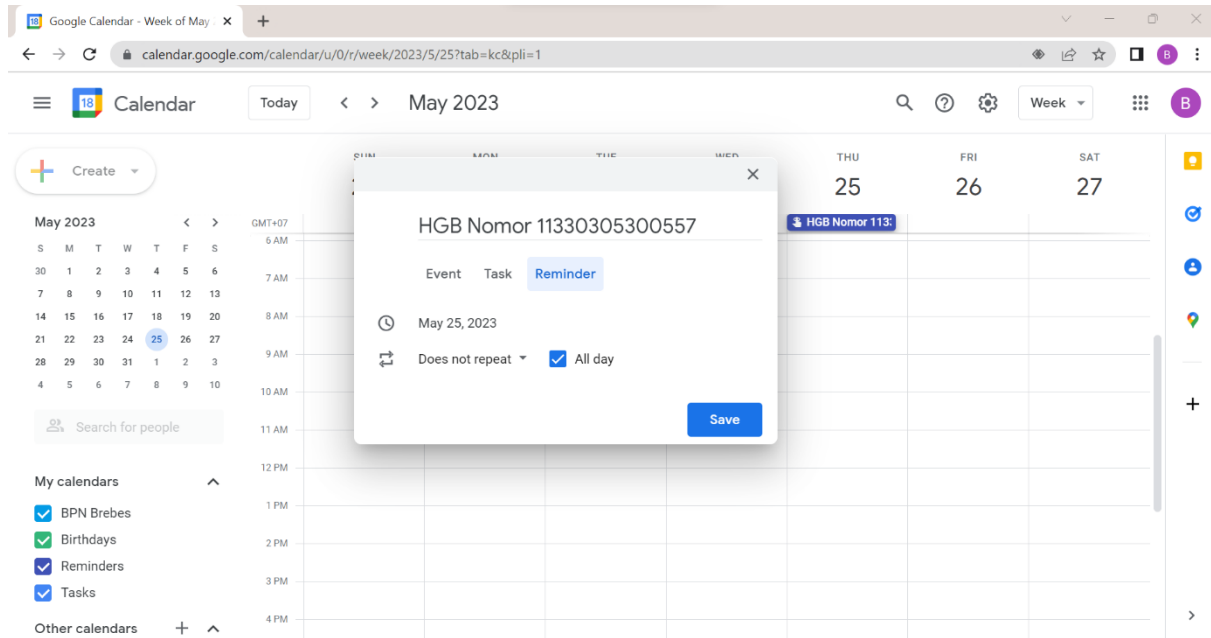 Google Calendar - Week of May
calendar.google.com/calendar/u/0/r/week/2023/5/25?tab=kc&pli=1
B
18 Calendar Today May 2023 Week B
Create
SUN MON TUE WED THU FRI SAT
25 26 27
May 2023
S M T W T F S
30 1 2 3 4 5 6
7 8 9 10 11 12 13
14 15 16 17 18 19 20
21 22 23 24 25 26 27
28 29 30 31 1 2 3
4 5 6 7 8 9 10
Search for people
My calendars
BPN Brebes
Birthdays
Reminders
Tasks
Other calendars
GMT+07
6 AM
7 AM
8 AM
9 AM
10 AM
11 AM
12 PM
1 PM
2 PM
3 PM
4 PM
HGB Nomor 113
HGB Nomor 11330305300557
Event Task Reminder
May 25, 2023
Does not repeat All day
Save